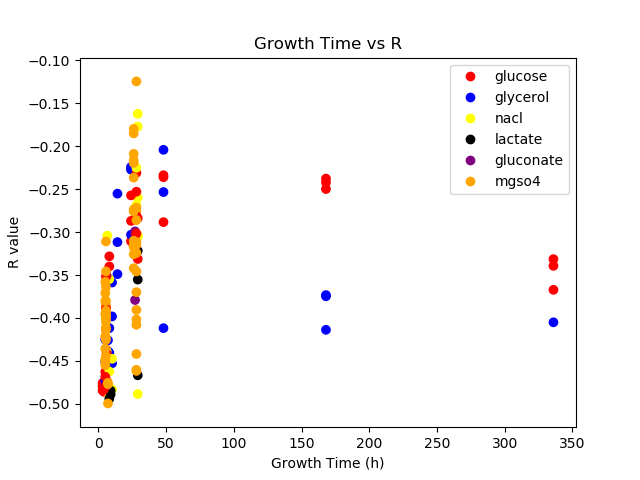 Growth Time vs R
−0.10
−0.15
−0.20
−0.25
−0.30
−0.35
−0.40
−0.45
−0.50
R value
glucose
glycerol
nacl
lactate
gluconate
mgso4
0 50 100 150 200 250 300 350
Growth Time (h)